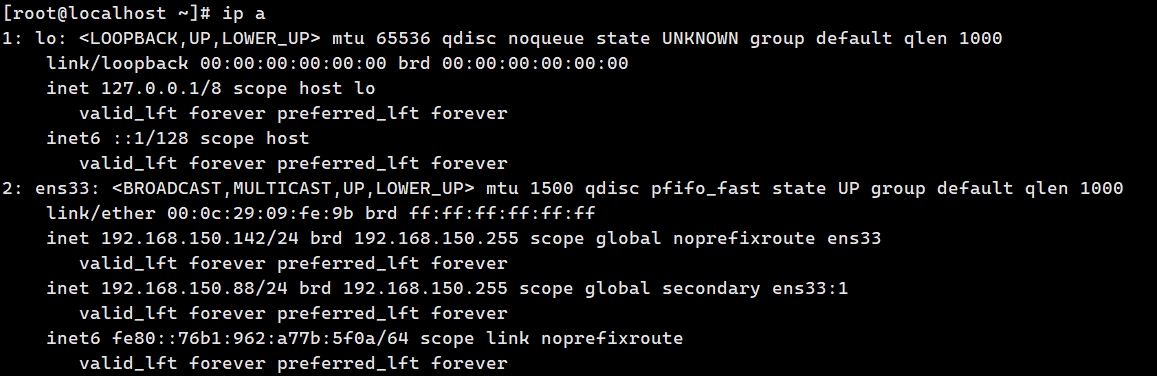 [root@localhost ~]# ip a
1: lo: <LOOPBACK,UP,LOWER_UP> mtu 65536 qdisc noqueue state UNKNOWN group default qlen 1000
    link/loopback 00:00:00:00:00:00 brd 00:00:00:00:00:00
    inet 127.0.0.1/8 scope host lo
       valid_lft forever preferred_lft forever
    inet6 ::1/128 scope host
       valid_lft forever preferred_lft forever
2: ens33: <BROADCAST,MULTICAST,UP,LOWER_UP> mtu 1500 qdisc pfifo_fast state UP group default qlen 1000
    link/ether 00:0c:29:09:fe:9b brd ff:ff:ff:ff:ff:ff
    inet 192.168.150.142/24 brd 192.168.150.255 scope global noprefixroute ens33
       valid_lft forever preferred_lft forever
    inet 192.168.150.88/24 brd 192.168.150.255 scope global secondary ens33:1
       valid_lft forever preferred_lft forever
    inet6 fe80::76b1:962:a77b:5f0a/64 scope link noprefixroute
       valid_lft forever preferred_lft forever